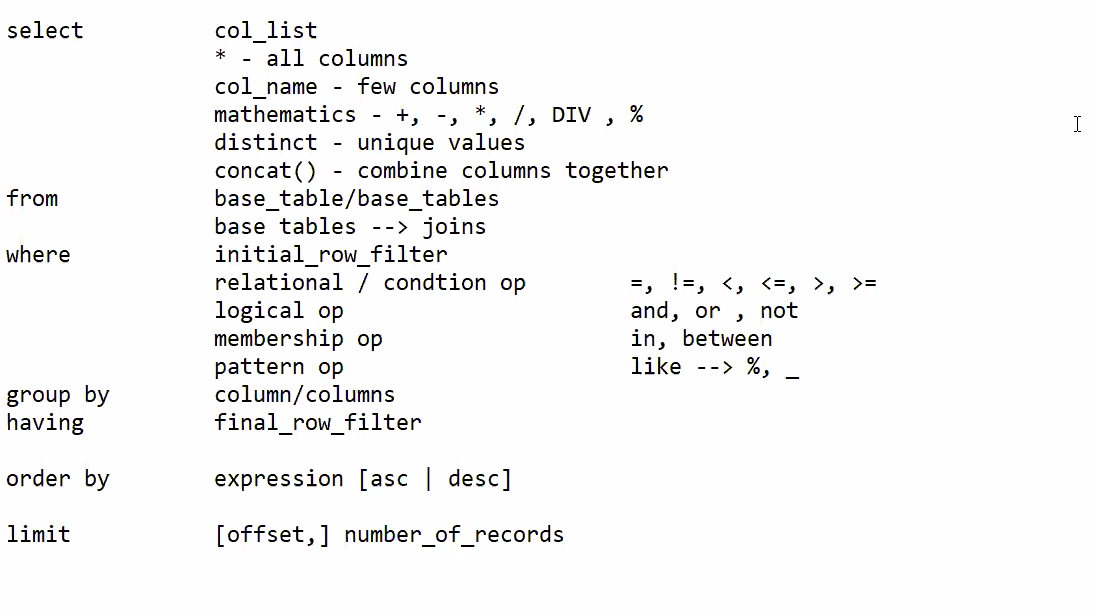 select col_list
* - all columns
col_name - few columns
mathematics - +, -, *, /, DIV , %
distinct - unique values
concat() - combine columns together
from base_table/base_tables
base tables --> joins
where initial_row_filter
relational / condtion op =, !=, <, <=, >, >=
logical op and, or , not
membership op in, between
pattern op like --> %, _
group by column/columns
having final_row_filter
order by expression [asc | desc]
limit [offset,] number_of_records